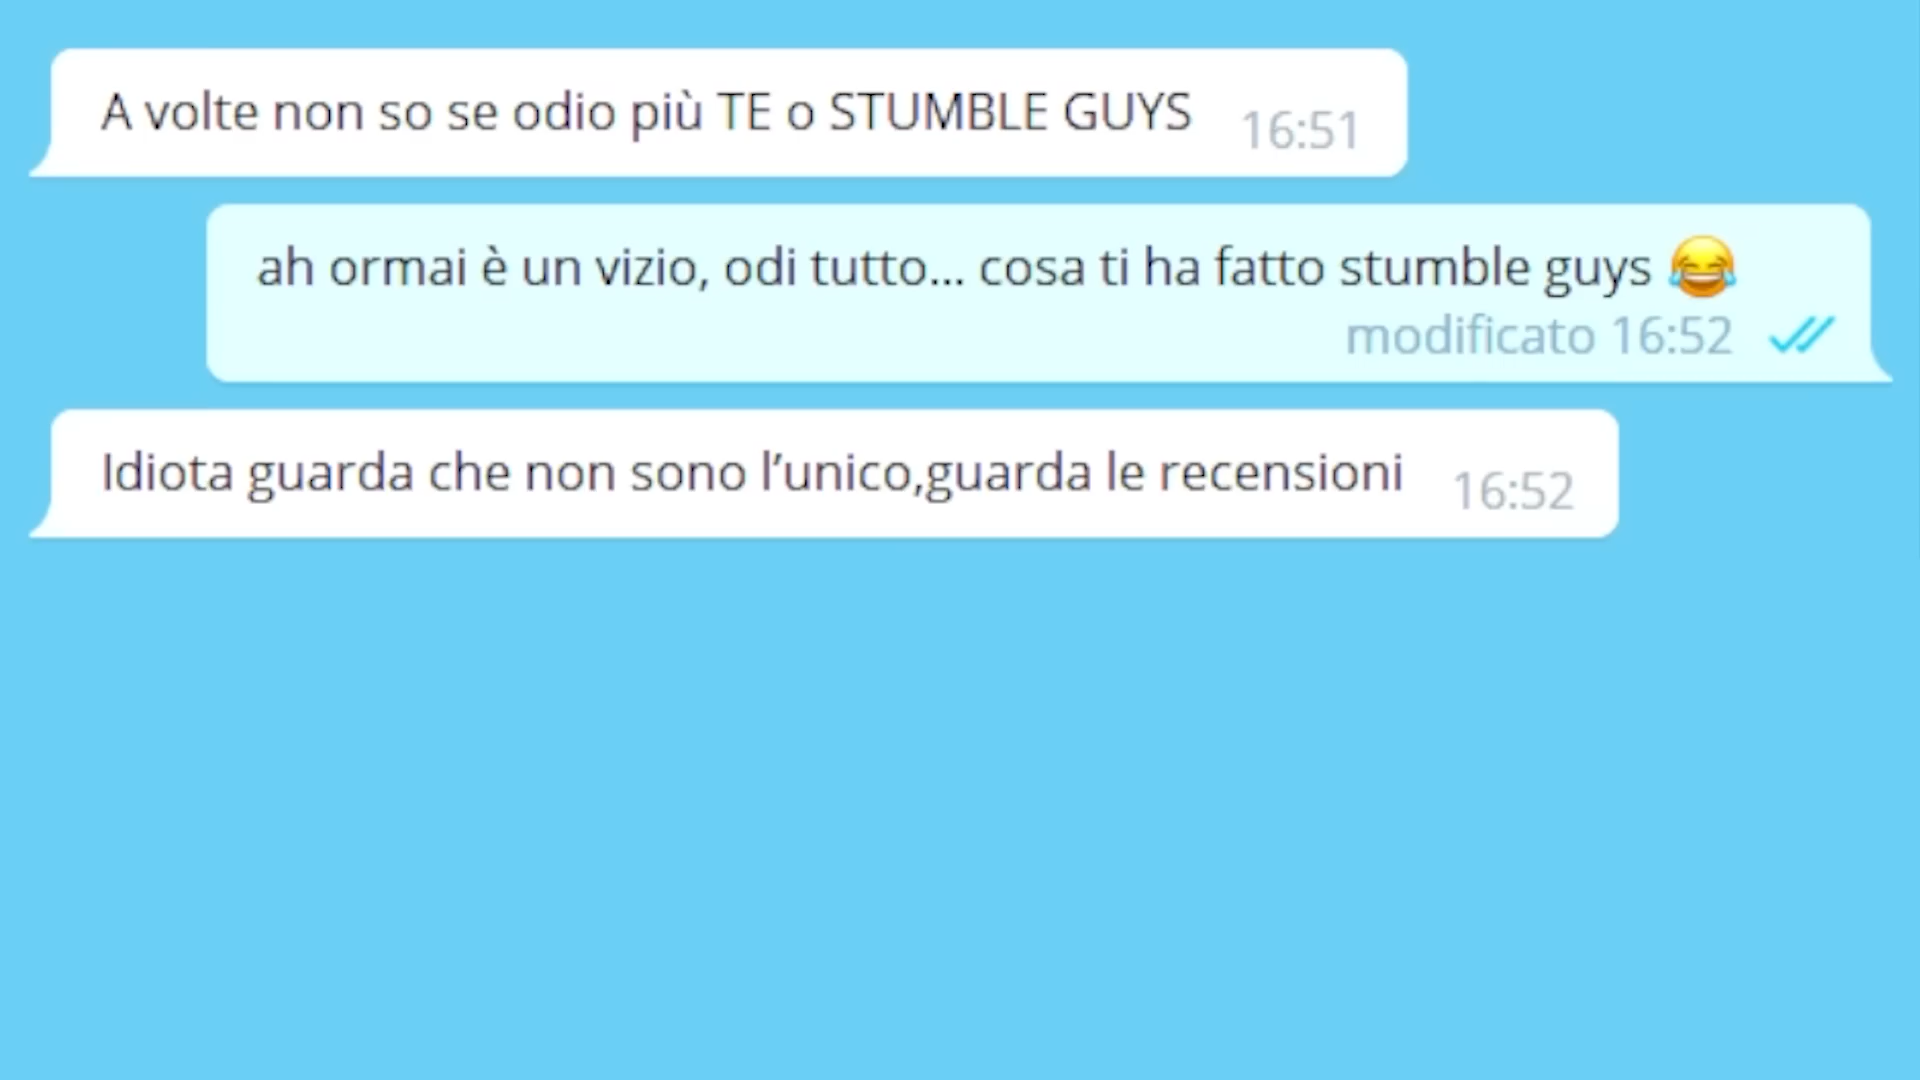 A volte non so se odio più TE o STUMBLE GUYS 16:51
ah ormai è un vizio, odi tutto... cosa ti ha fatto stumble guys 😂
modificato 16:52
Idiota guarda che non sono l’unico,guarda le recensioni 16:52